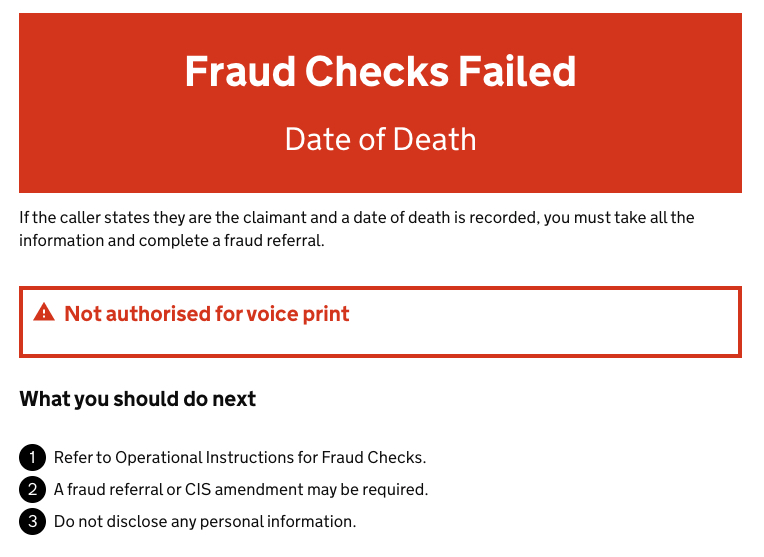 Fraud Checks Failed
Date of Death
If the caller states they are the claimant and a date of death is recorded, you must take all the
information and complete a fraud referral.
Not authorised for voice print
What you should do next
1 Refer to Operational Instructions for Fraud Checks.
2 A fraud referral or CIS amendment may be required.
3 Do not disclose any personal information.